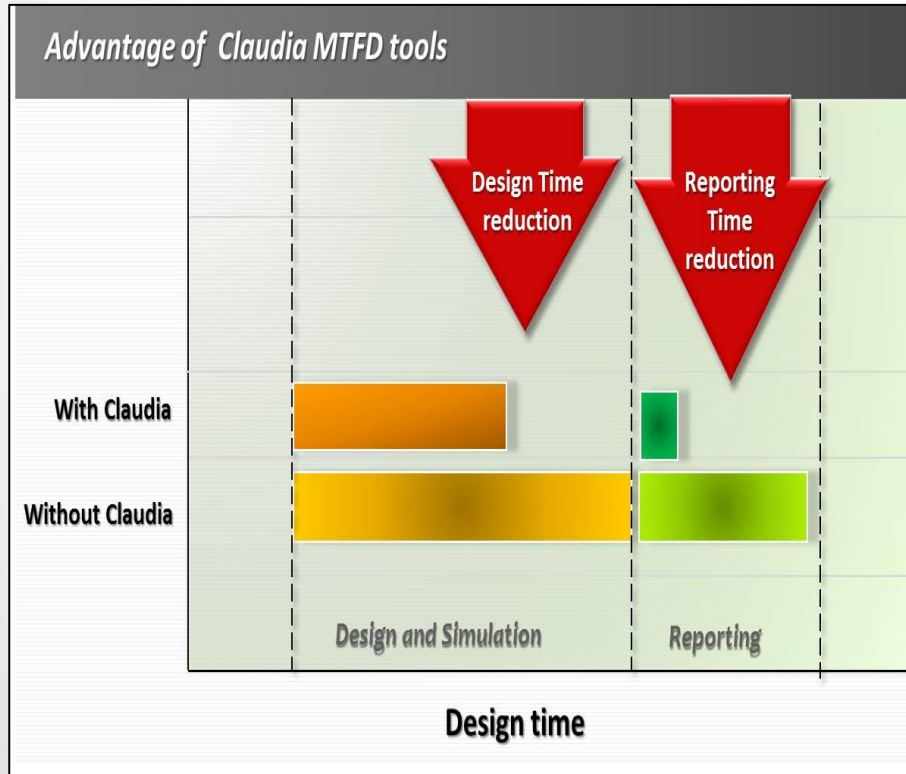 Advantage of Claudia MTFD tools
Design Time
reduction
Reporting
Time
reduction
With Claudia
Without Claudia
Design and Simulation
Reporting
Design time